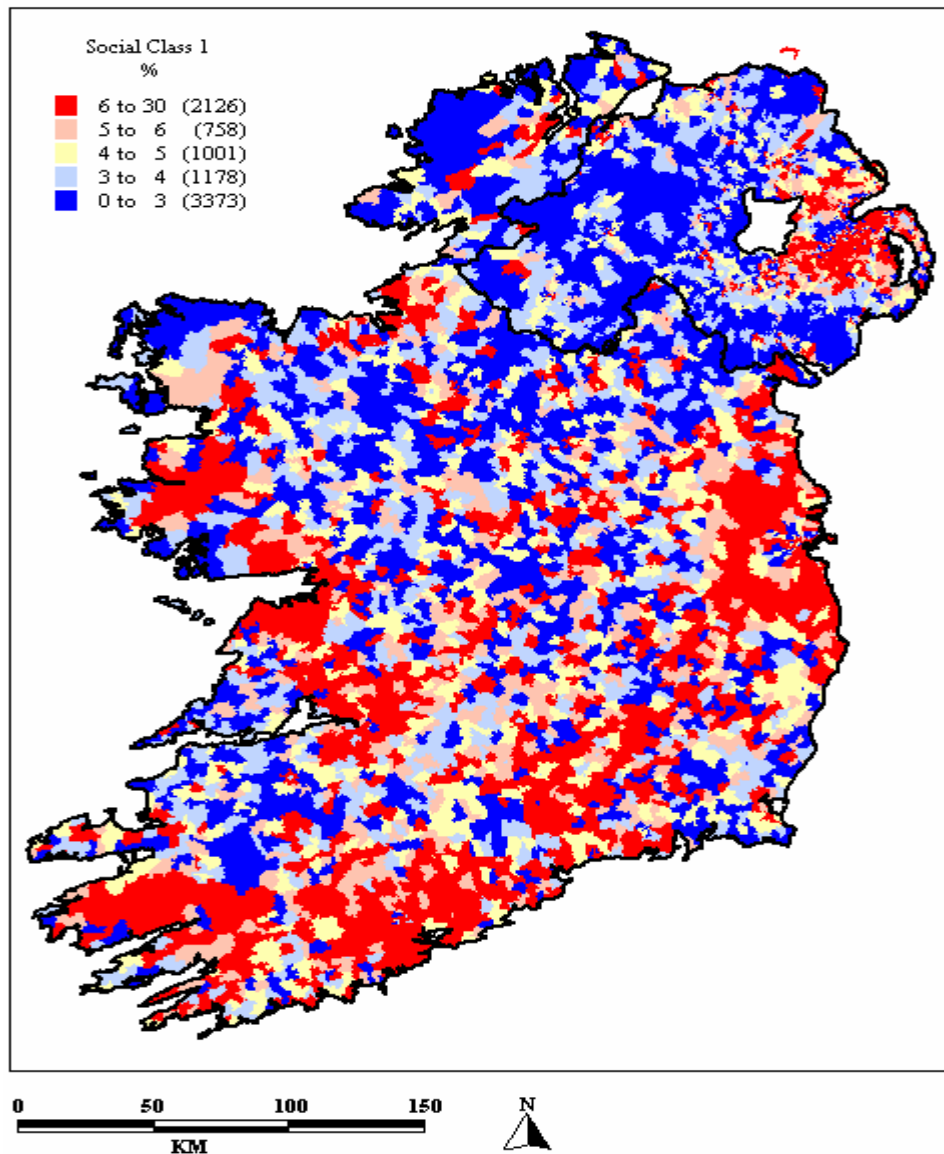 Social Class 1
%
6 to 30 (2126)
5 to 6 (758)
4 to 5 (1001)
3 to 4 (1178)
0 to 3 (3373)
0 50 100 150
KM
N